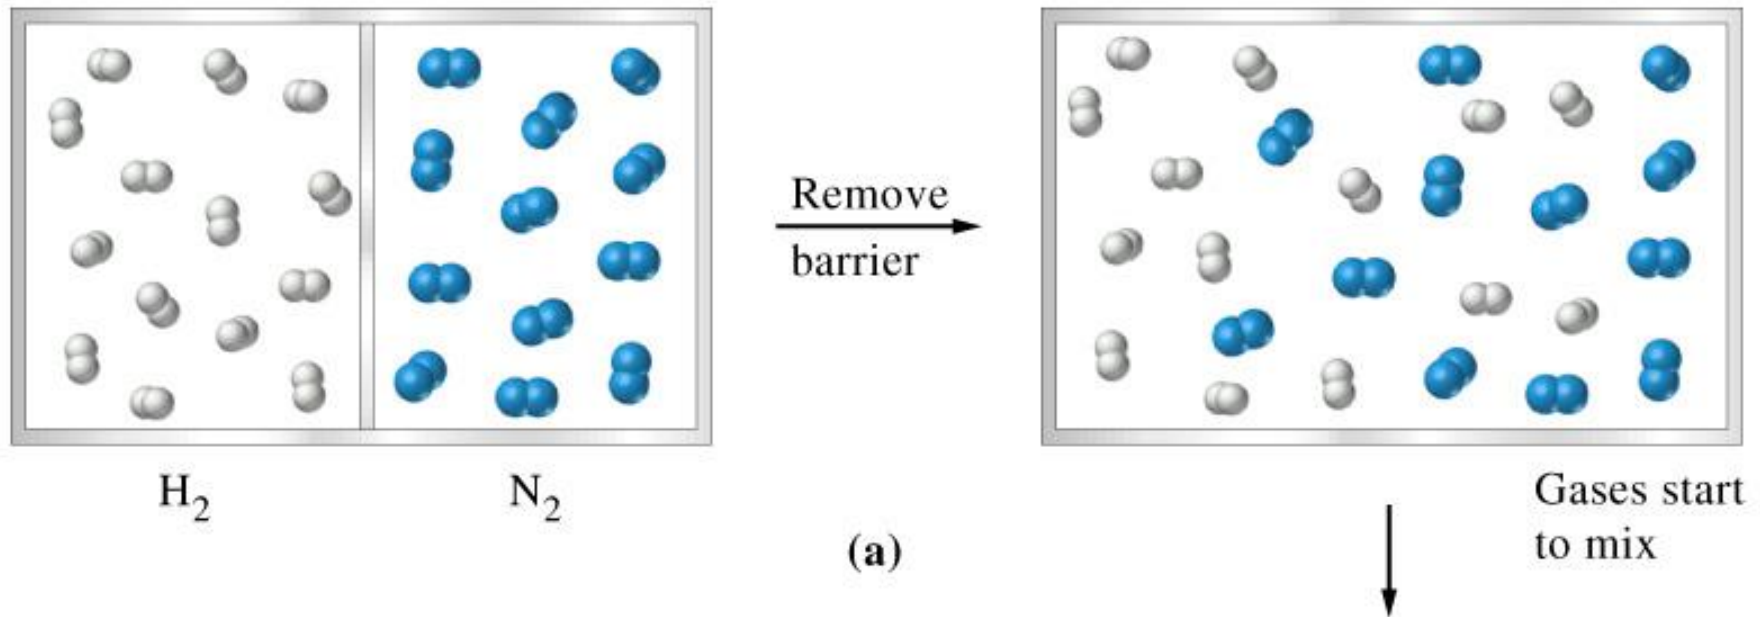 Remove
barrier
H₂
N₂
Gases start
to mix
(a)